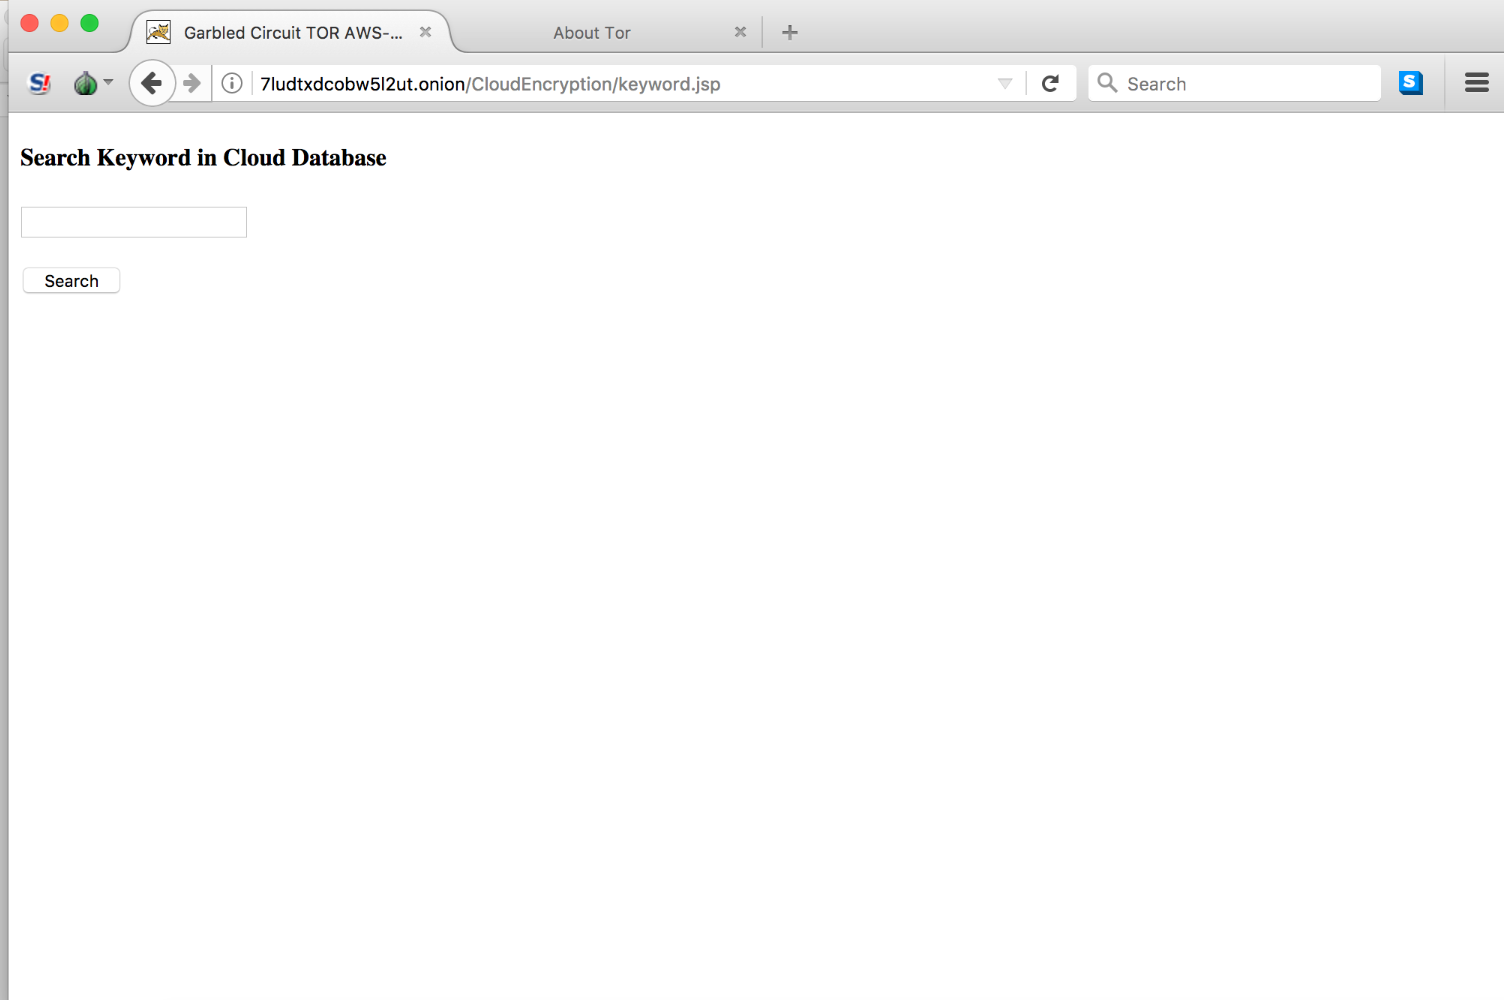 Garbled Circuit TOR AWS-...
About Tor
S!
7ludtxdcobw5l2ut.onion/CloudEncryption/keyword.jsp
Search
S
Search Keyword in Cloud Database
Search